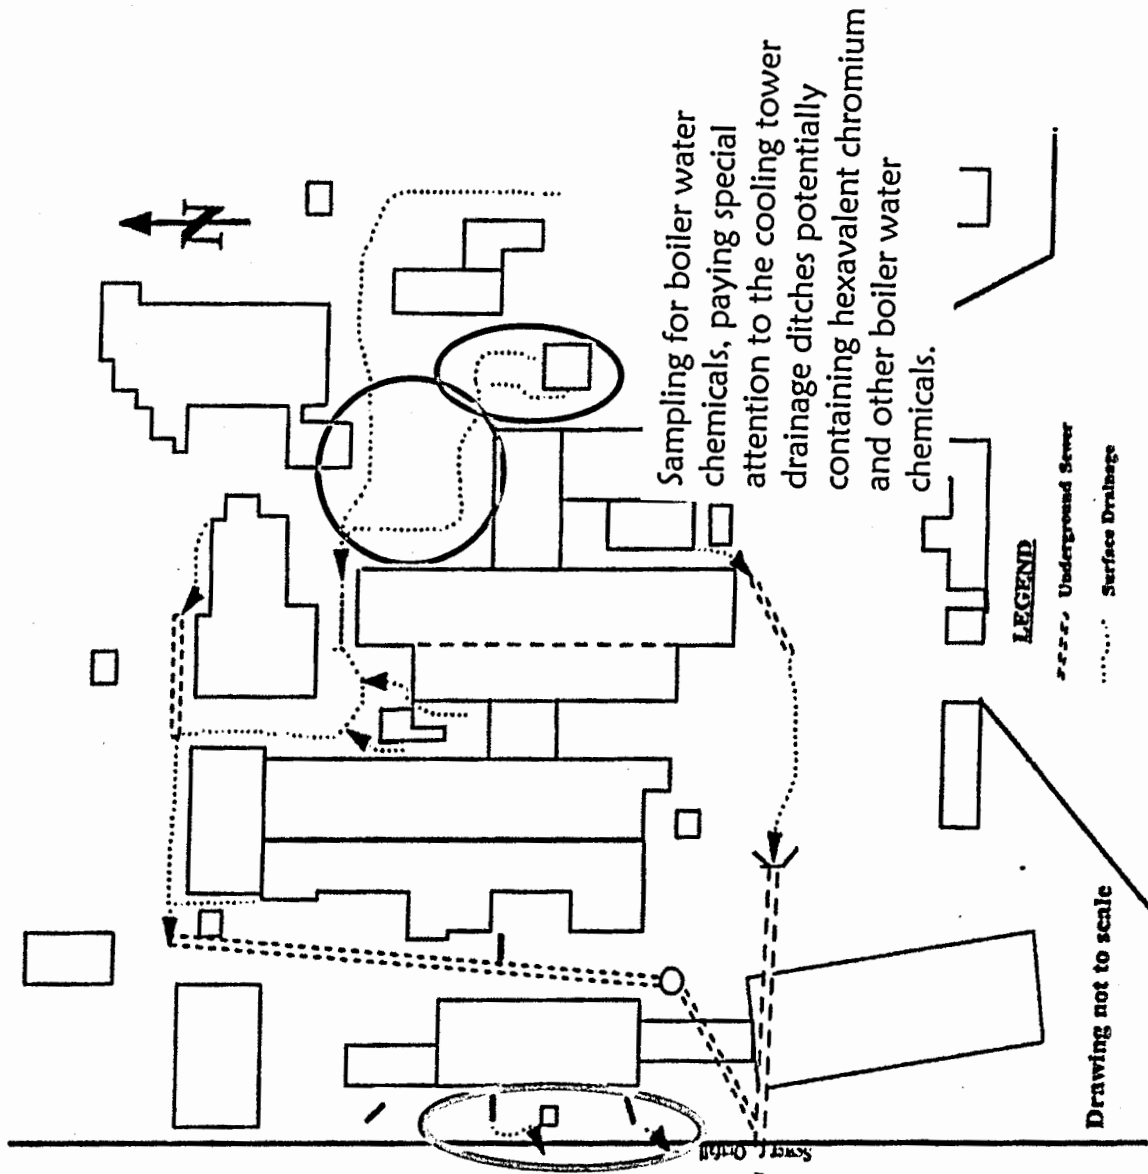 N
Sampling for boiler water
chemicals, paying special
attention to the cooling tower
drainage ditches potentially
containing hexavalent chromium
and other boiler water
chemicals.
LEGEND
Underground Sewer
Surface Drainage
Drawing not to scale
Sewer Outfall